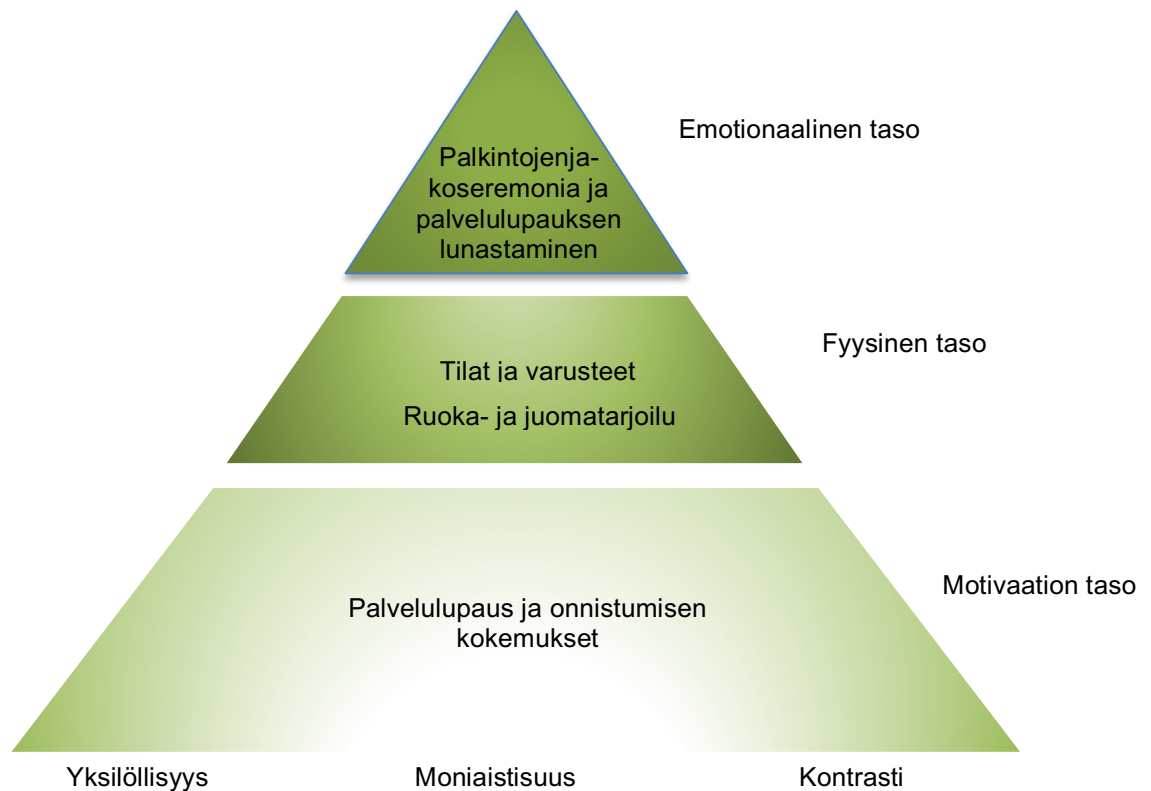 Emotionaalinen taso
Palkintojenja-
koseremonia ja
palvelulupauksen
lunastaminen
Fyysinen taso
Tilat ja varusteet
Ruoka- ja juomatarjoilu
Motivaation taso
Palvelulupaus ja onnistumisen
kokemukset
Yksilöllisyys
Moniaistisuus
Kontrasti